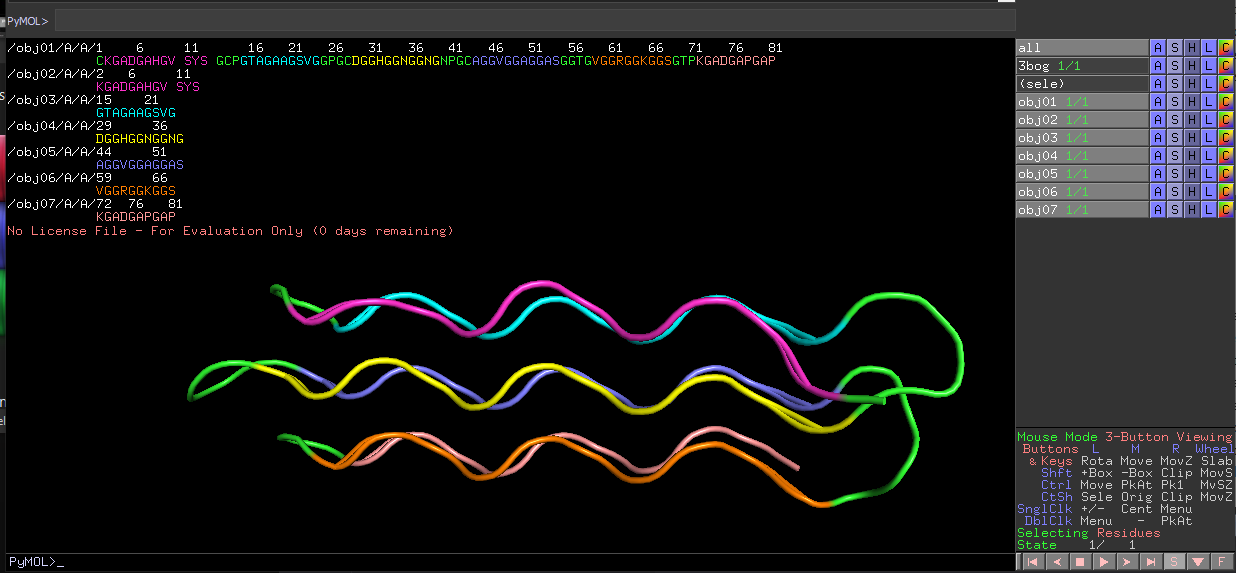 PyMOL>
/obj01/A/A/1 6 11 16 21 26 31 36 41 46 51 56 61 66 71 76 81
CKGADGAHGV SYS GCPGTAGAAGSVGGPGCDGGHGGNGGNGNPGCAGGVGGAGGASGGTGVGGRGGKGGSGTPKGADGAPGAP
/obj02/A/A/2 6 11
KGADGAHGV SYS
/obj03/A/A/15 21
GTAGAAGSVG
/obj04/A/A/29 36
DGGHGGNGGNG
/obj05/A/A/44 51
AGGVGGAGGAS
/obj06/A/A/59 66
VGGRGGKGGS
/obj07/A/A/72 76 81
KGADGAPGAP
No License File - For Evaluation Only (0 days remaining)
all A S H L C
3bog 1/1 A S H L C
(sele) A S H L C
obj01 1/1 A S H L C
obj02 1/1 A S H L C
obj03 1/1 A S H L C
obj04 1/1 A S H L C
obj05 1/1 A S H L C
obj06 1/1 A S H L C
obj07 1/1 A S H L C
Mouse Mode 3-Button Viewing
Buttons L M R Wheel
& Keys Rota Move MovZ Slab
Shft +Box -Box Clip MovS
Ctrl Move PkAt Pk1 MvSZ
CtSh Sele Orig Clip MovZ
SnglClk +/- Cent Menu
DblClk Menu - PkAt
Selecting Residues
State 1/ 1
PyMOL>_
S F